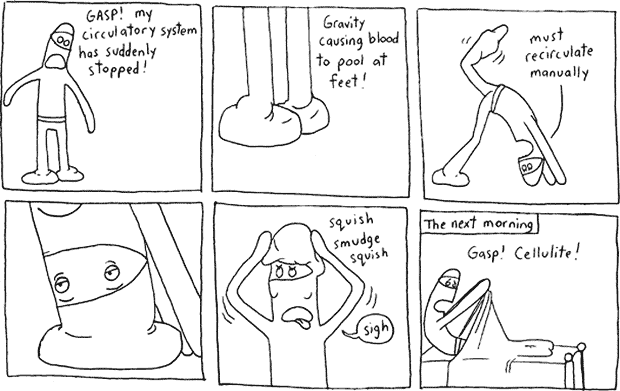 GASP! my
circulatory system
has suddenly
stopped!
Gravity
causing blood
to pool at
feet!
must
recirculate
manually
squish
smudge
squish
sigh
The next morning
Gasp! Cellulite!